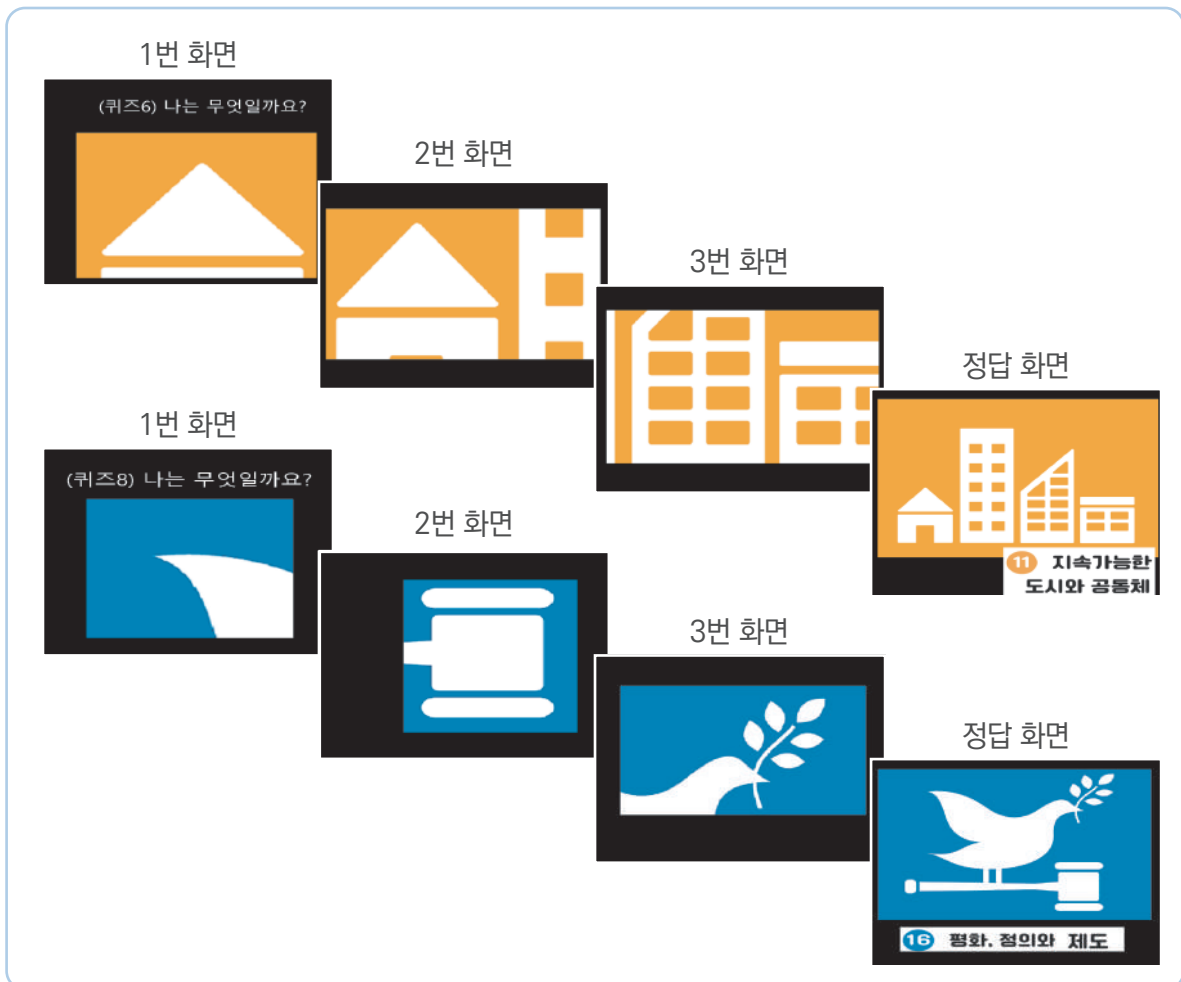 1번 화면
(퀴즈6) 나는 무엇일까요?
2번 화면
3번 화면
정답 화면
11 지속가능한
도시와 공동체
1번 화면
(퀴즈8) 나는 무엇일까요?
2번 화면
3번 화면
정답 화면
16 평화. 정의와 제도